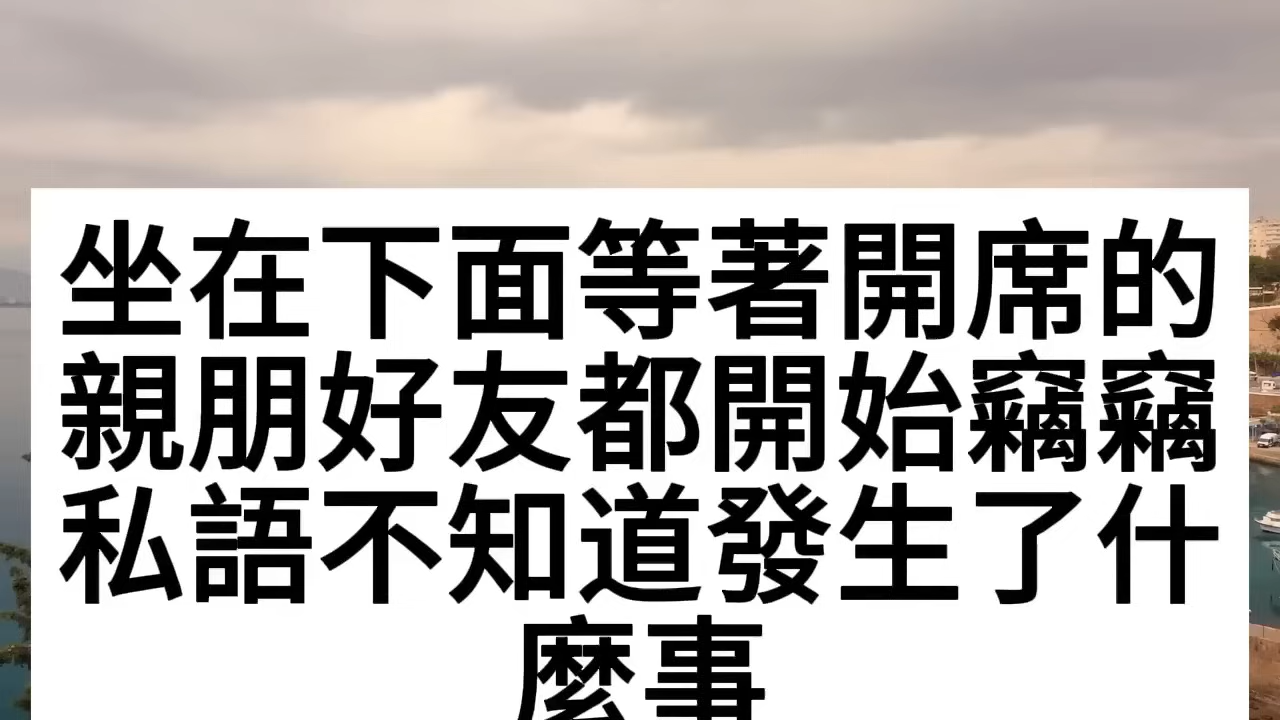 坐在下面等著開席的
親朋好友都開始竊竊
私語不知道發生了什
麼事